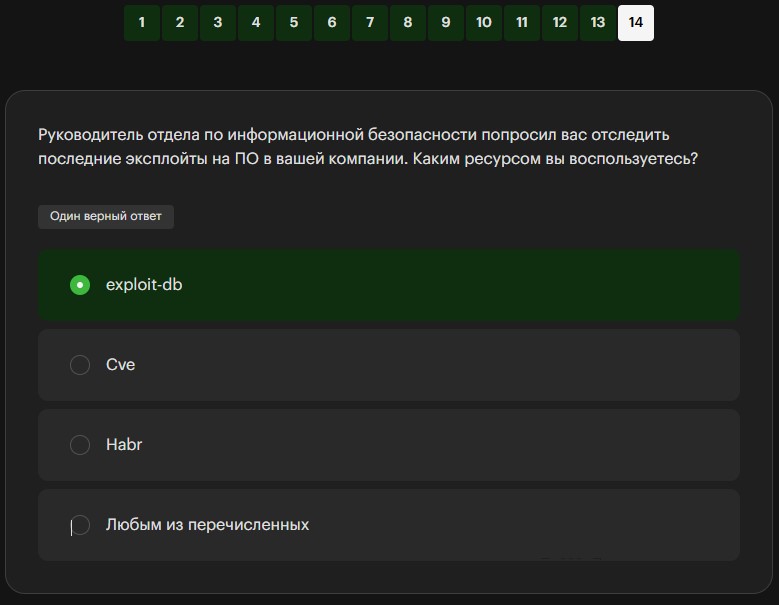 1 2 3 4 5 6 7 8 9 10 11 12 13 14
Руководитель отдела по информационной безопасности попросил вас отследить
последние эксплойты на ПО в вашей компании. Каким ресурсом вы воспользуетесь?
Один верный ответ
exploit-db
Cve
Habr
Любым из перечисленных